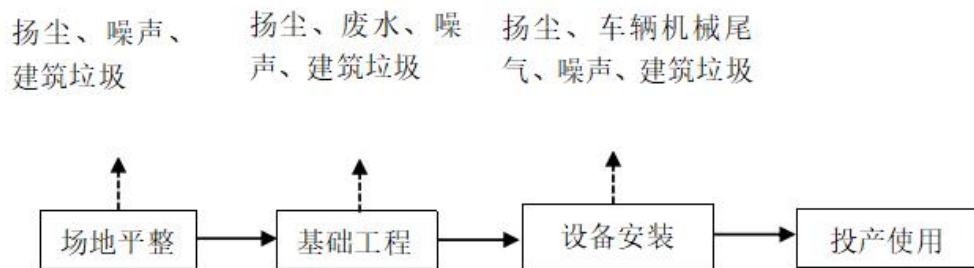 扬尘、噪声、
建筑垃圾
扬尘、废水、噪
声、建筑垃圾
扬尘、车辆机械尾
气、噪声、建筑垃圾
场地平整
基础工程
设备安装
投产使用